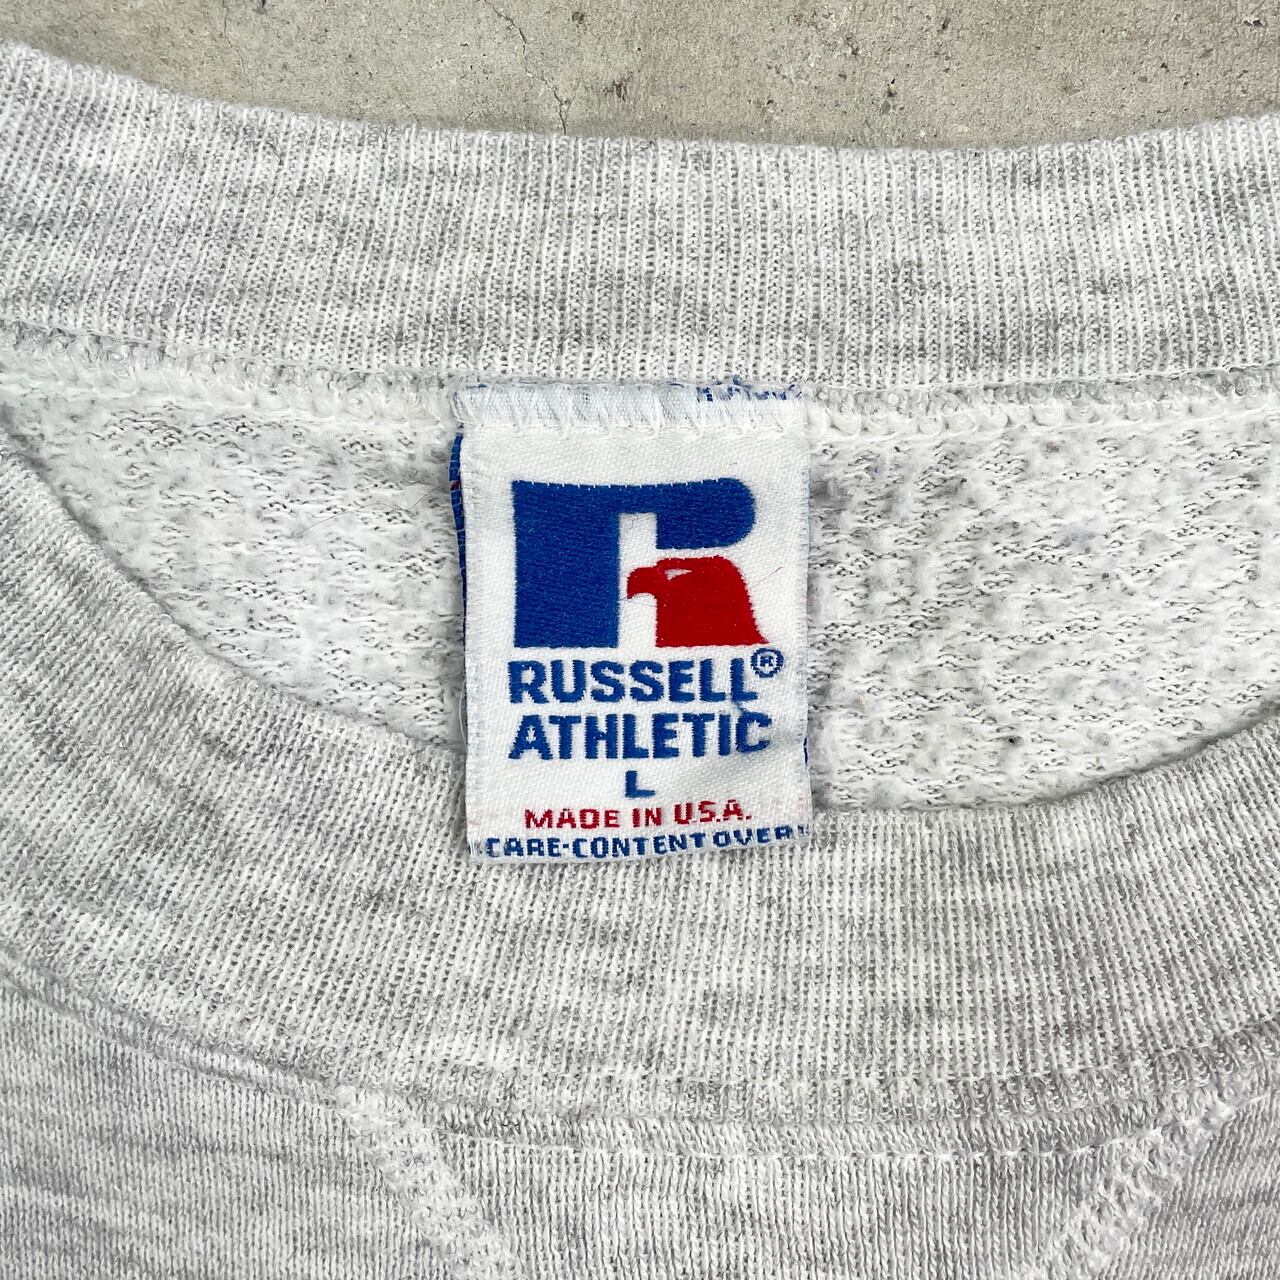 RUSSELL®
ATHLETIC
L
MADE IN U.S.A.
CARE-CONTENT OVER